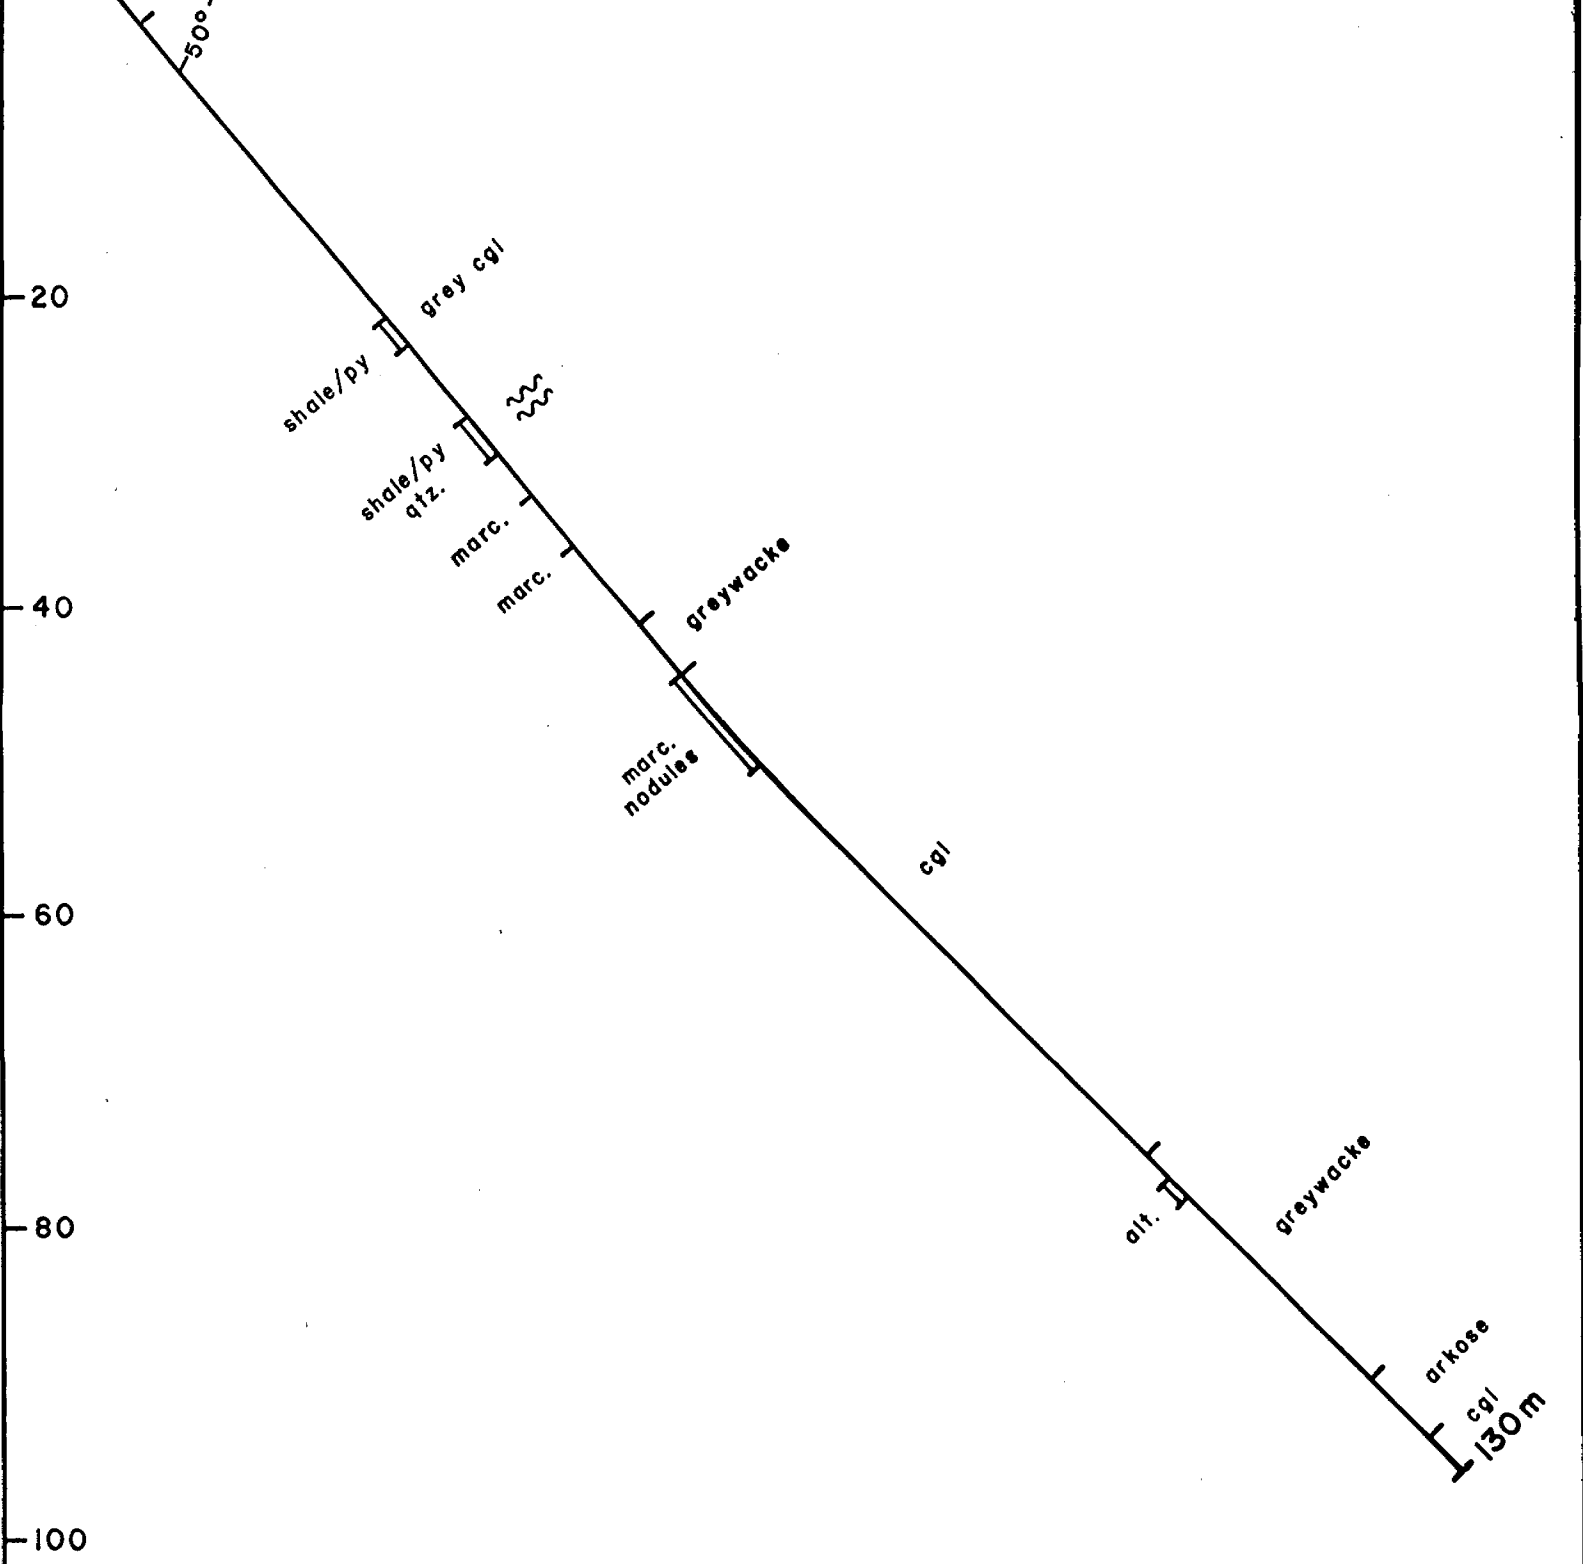 50°
grey cgl
20
shale/py
shale/py
qtz.
marc.
marc.
greywacke
40
marc.
nodules
cgl
60
greywacke
alt.
80
arkose
cgl
130m
100